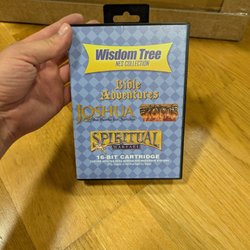 Wisdom Tree
NES COLLECTION
Bible
Adventures
JOSHUA
SPIRITUAL
WARFARE
16-BIT CARTRIDGE